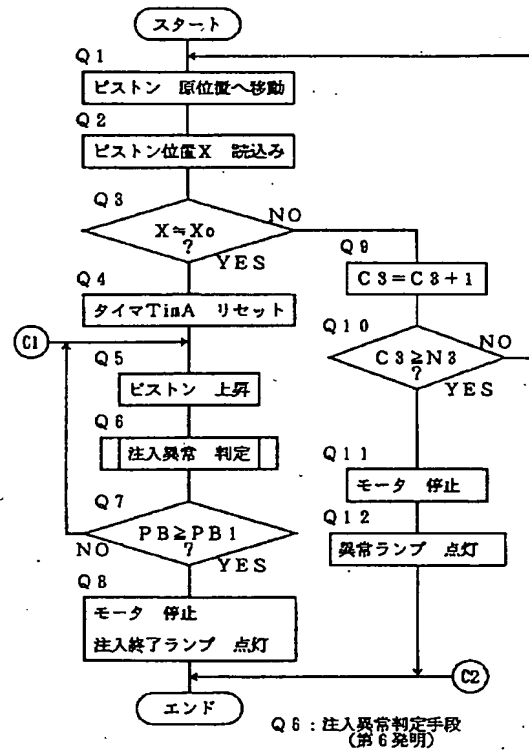 スタート
Q1
ピストン 原位置へ移動
Q2
ピストン位置X 読込み
Q3
X≒X₀
?
NO
YES
Q4
タイマTimA リセット
C1
Q5
ピストン 上昇
Q6
注入異常 判定
Q7
PB≧PB1
?
NO
YES
Q8
モータ 停止
注入終了ランプ 点灯
エンド
Q9
C3=C3+1
Q10
C3≧N3
?
NO
YES
Q11
モータ 停止
Q12
異常ランプ 点灯
C2
Q6:注入異常判定手段
(第6発明)